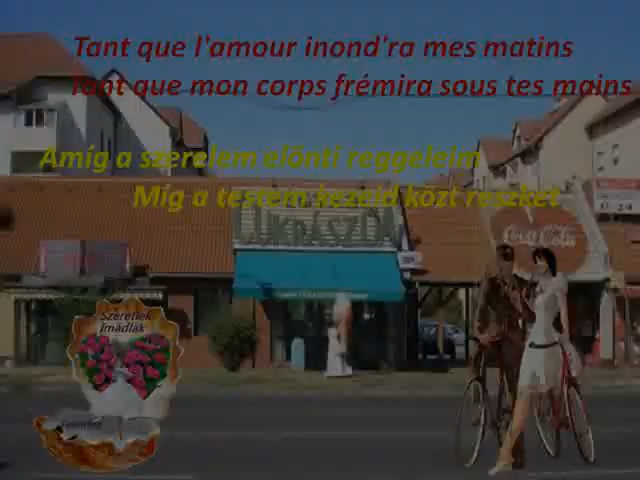 Tant que l'amour inond'ra mes matins
Tant que mon corps frémira sous tes mains
Amíg a szerelem elönti reggeleim
Míg a testem kezeid közt reszket
Coca-Cola
Szeretlek
Imádlak